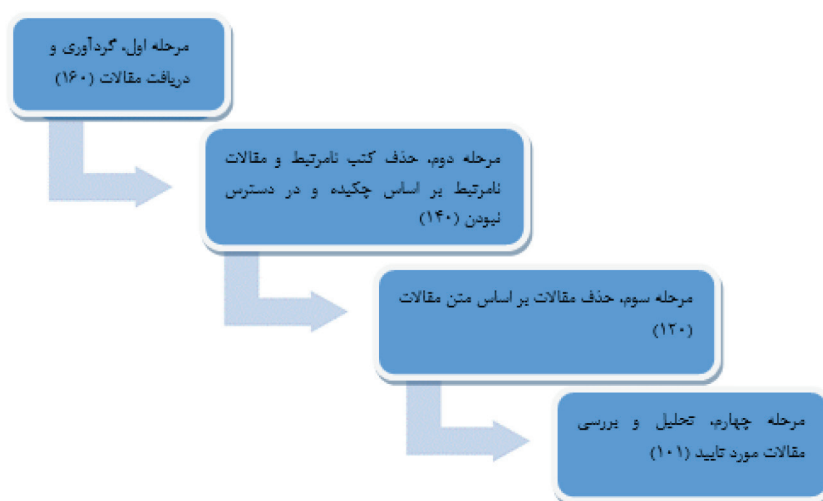 مرحله اول، گردآوری و
دریافت مقالات (۱۶۰)
مرحله دوم، حذف کتب نامرتبط و مقالات
نامرتبط بر اساس چکیده و در دسترس
نبودن (۱۴۰)
مرحله سوم، حذف مقالات بر اساس متن مقالات
(۱۲۰)
مرحله چهارم، تحلیل و بررسی
مقالات مورد تایید (۱۰۱)